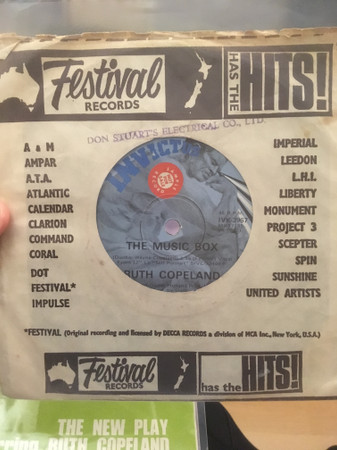 Festival
RECORDS
HAS THE
HITS!
DON STUART'S ELECTRICAL CO., LTD.
A & M
AMPAR
A.T.A.
ATLANTIC
CALENDAR
CLARION
COMMAND
CORAL
DOT
FESTIVAL*
IMPULSE
INVICTUS
THE MUSIC BOX
RUTH COPELAND
IMPERIAL
LEEDON
L.H.I.
LIBERTY
MONUMENT
PROJECT 3
SCEPTER
SPIN
SUNSHINE
UNITED ARTISTS
*FESTIVAL (Original recording and licensed by DECCA RECORDS a division of MCA Inc., New York, U.S.A.)
Festival
RECORDS
has the
HITS!
THE NEW PLAY
RUTH COPELAND